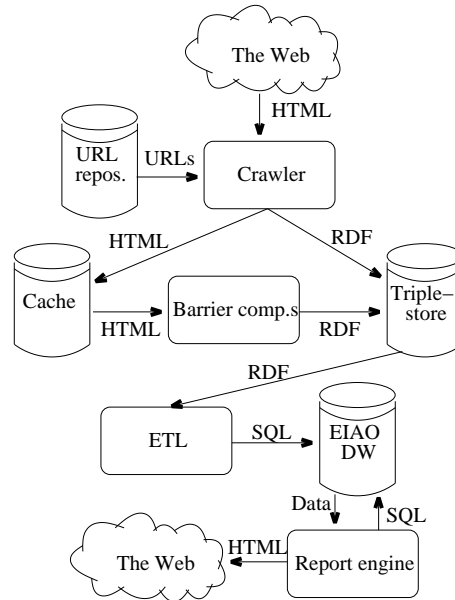 The Web
HTML
URL
repos.
URLs
Crawler
HTML
RDF
Cache
HTML
Barrier comp.s
RDF
Triple–
store
RDF
ETL
SQL
EIAO
DW
Data
SQL
The Web
HTML
Report engine